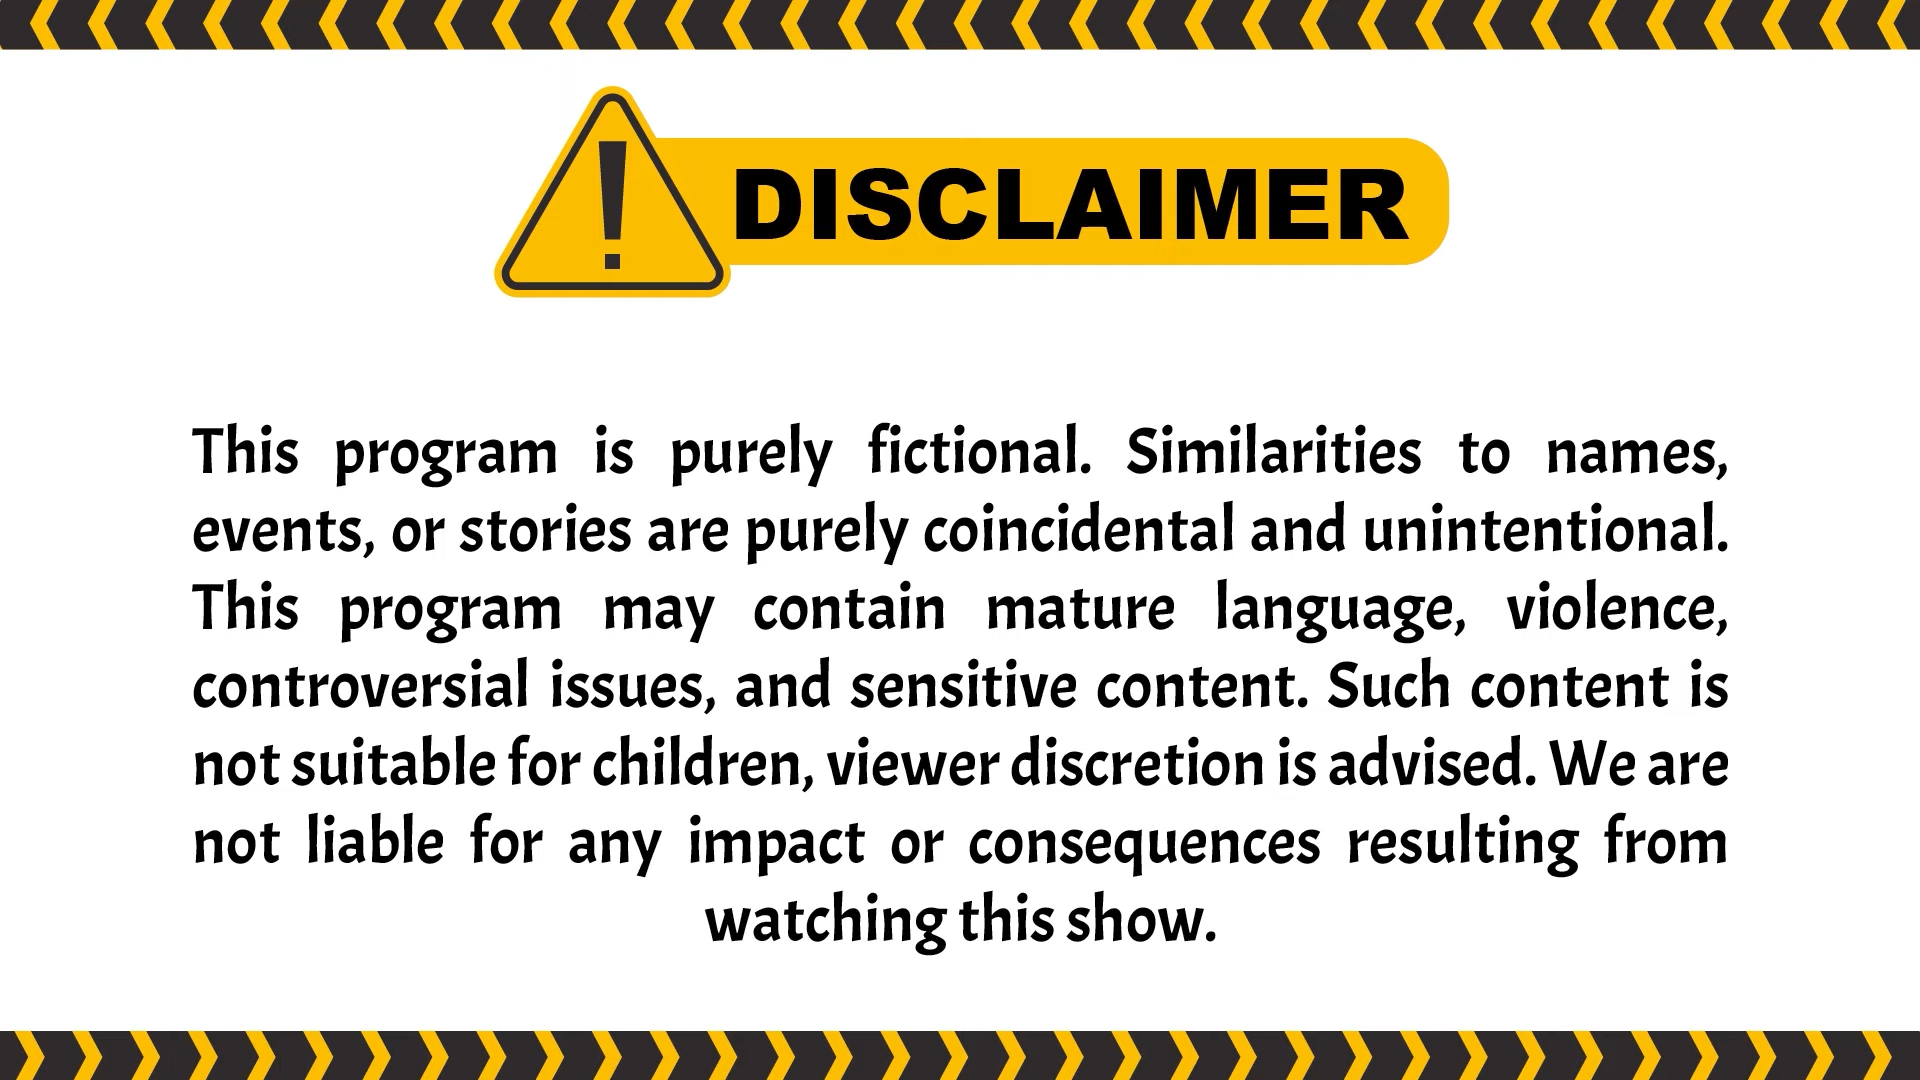 DISCLAIMER
This program is purely fictional. Similarities to names,
events, or stories are purely coincidental and unintentional.
This program may contain mature language, violence,
controversial issues, and sensitive content. Such content is
not suitable for children, viewer discretion is advised. We are
not liable for any impact or consequences resulting from
watching this show.